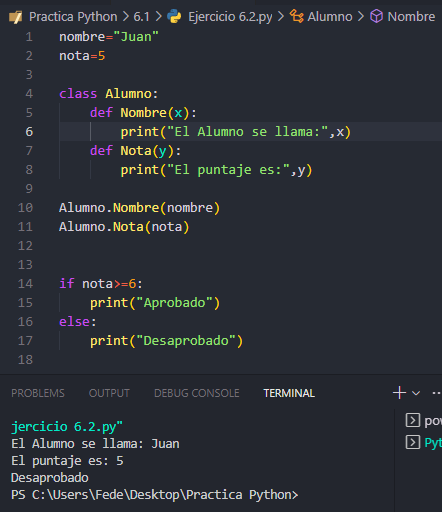 Practica Python > 6.1 > Ejercicio 6.2.py > Alumno > Nombre
1 nombre="Juan"
2 nota=5
3
4 class Alumno:
5 def Nombre(x):
6 print("El Alumno se llama:",x)
7 def Nota(y):
8 print("El puntaje es:",y)
9
10 Alumno.Nombre(nombre)
11 Alumno.Nota(nota)
12
13
14 if nota>=6:
15 print("Aprobado")
16 else:
17 print("Desaprobado")
18
PROBLEMS OUTPUT DEBUG CONSOLE TERMINAL
jercicio 6.2.py"
El Alumno se llama: Juan
El puntaje es: 5
Desaprobado
PS C:\Users\Fede\Desktop\Practica Python>
pow
Pyt